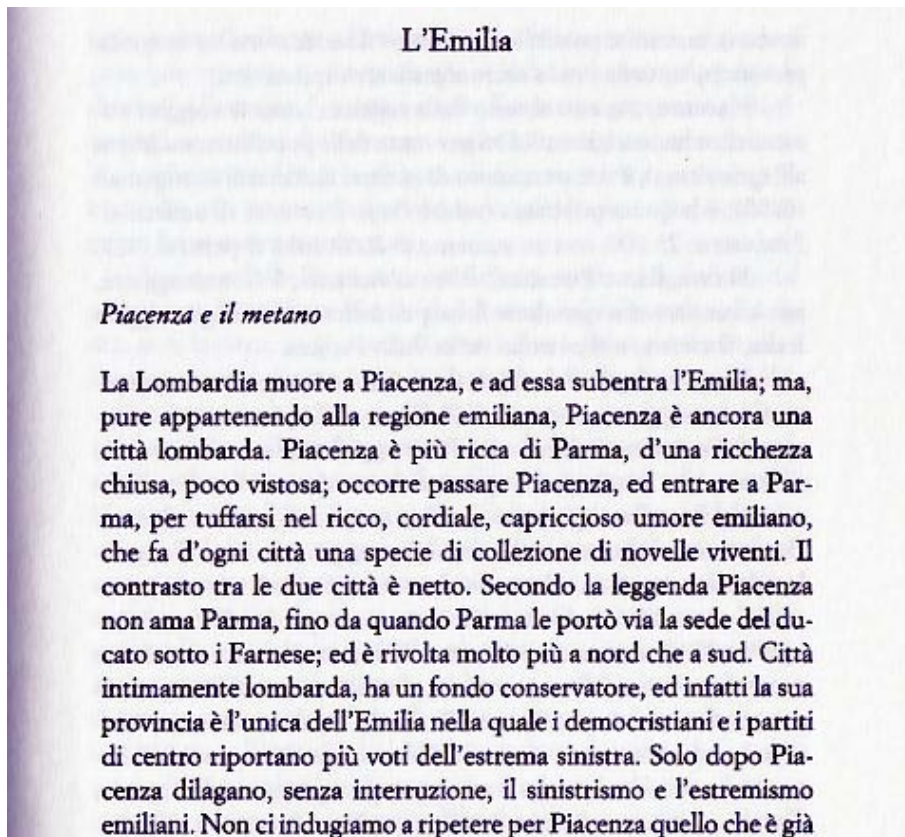 L'Emilia
Piacenza e il metano
La Lombardia muore a Piacenza, e ad essa subentra l'Emilia; ma,
pure appartenendo alla regione emiliana, Piacenza è ancora una
città lombarda. Piacenza è più ricca di Parma, d'una ricchezza
chiusa, poco vistosa; occorre passare Piacenza, ed entrare a Par-
ma, per tuffarsi nel ricco, cordiale, capriccioso umore emiliano,
che fa d'ogni città una specie di collezione di novelle viventi. Il
contrasto tra le due città è netto. Secondo la leggenda Piacenza
non ama Parma, fino da quando Parma le portò via la sede del du-
cato sotto i Farnese; ed è rivolta molto più a nord che a sud. Città
intimamente lombarda, ha un fondo conservatore, ed infatti la sua
provincia è l'unica dell'Emilia nella quale i democristiani e i partiti
di centro riportano più voti dell'estrema sinistra. Solo dopo Pia-
cenza dilagano, senza interruzione, il sinistrismo e l'estremismo
emiliani. Non ci indugiamo a ripetere per Piacenza quello che è già